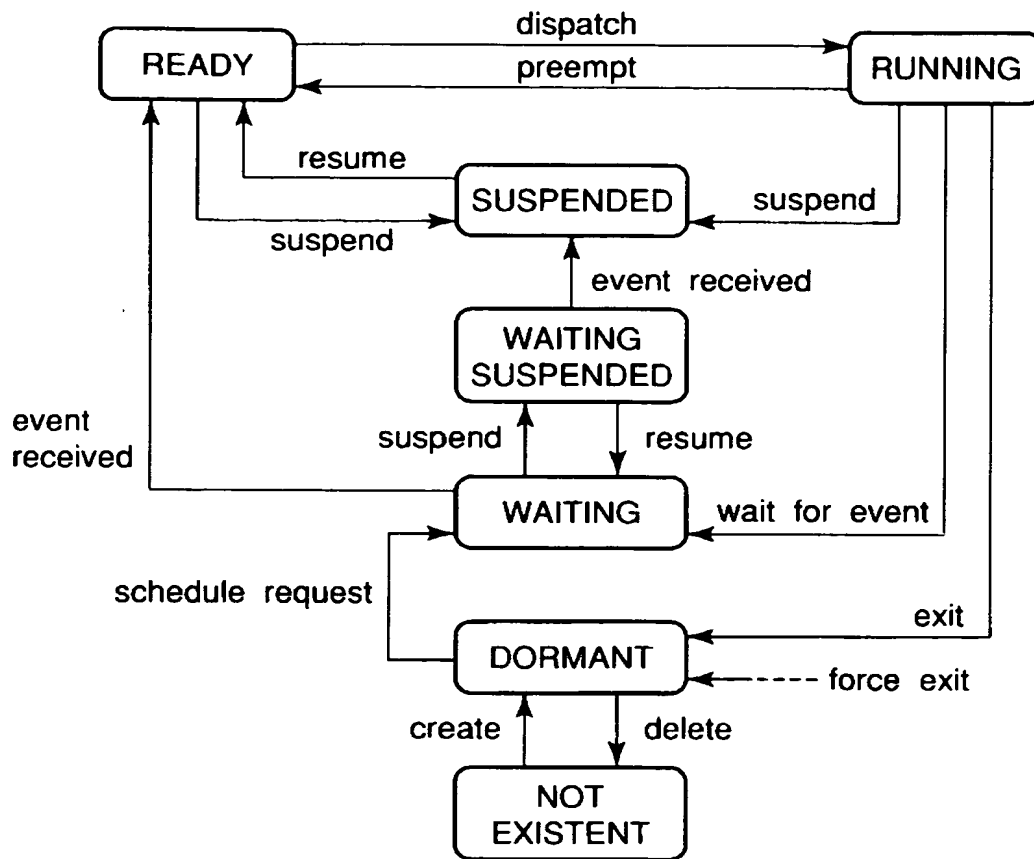 dispatch
READY
RUNNING
preempt
resume
SUSPENDED
suspend
suspend
event received
WAITING
SUSPENDED
event
received
suspend
resume
WAITING
wait for event
schedule request
exit
DORMANT
force exit
create
delete
NOT
EXISTENT